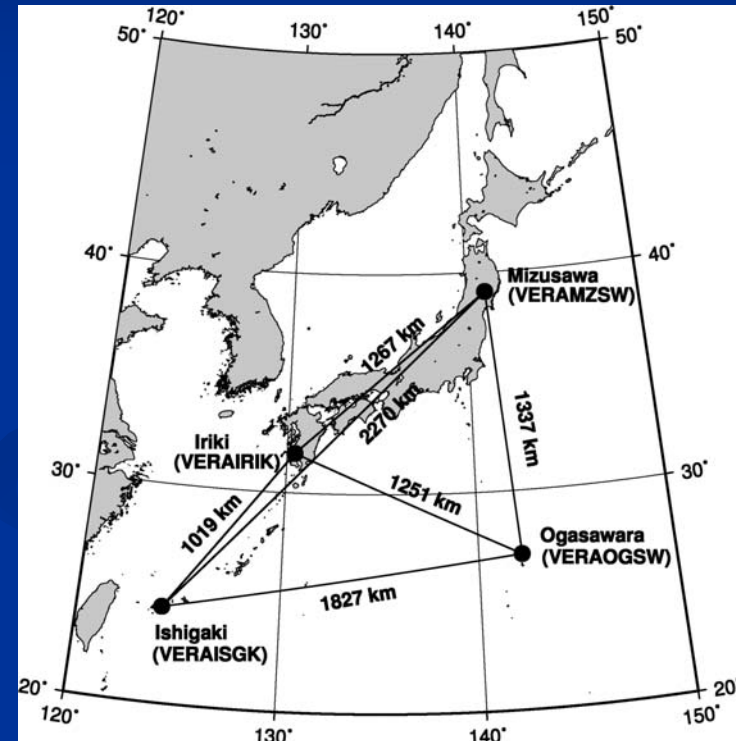 120° 130° 140° 150°
50° 50°
40° 40°
Mizusawa
(VERAMZSW)
1267 km
2270 km
1337 km
Iriki
(VERAIRIK)
30° 30°
1251 km
1019 km
Ogasawara
(VERAOGSW)
1827 km
Ishigaki
(VERAISGK)
20° 20°
120° 130° 140° 150°